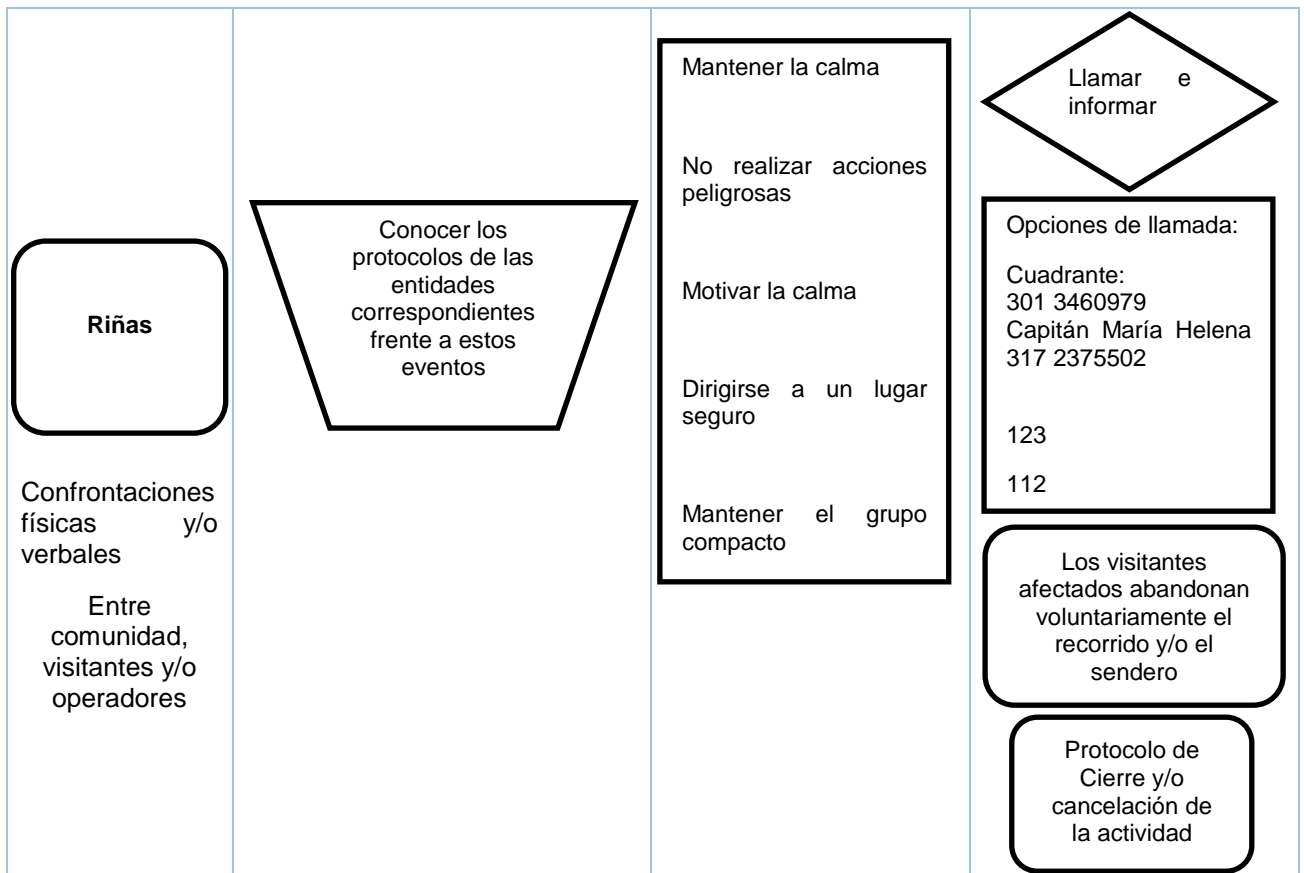 Riñas
Confrontaciones
físicas y/o
verbales
Entre
comunidad,
visitantes y/o
operadores
Conocer los
protocolos de las
entidades
correspondientes
frente a estos
eventos
Mantener la calma
No realizar acciones
peligrosas
Motivar la calma
Dirigirse a un lugar
seguro
Mantener el grupo
compacto
Llamar e
informar
Opciones de llamada:
Cuadrante:
301 3460979
Capitán María Helena
317 2375502
123
112
Los visitantes
afectados abandonan
voluntariamente el
recorrido y/o el
sendero
Protocolo de
Cierre y/o
cancelación de
la actividad